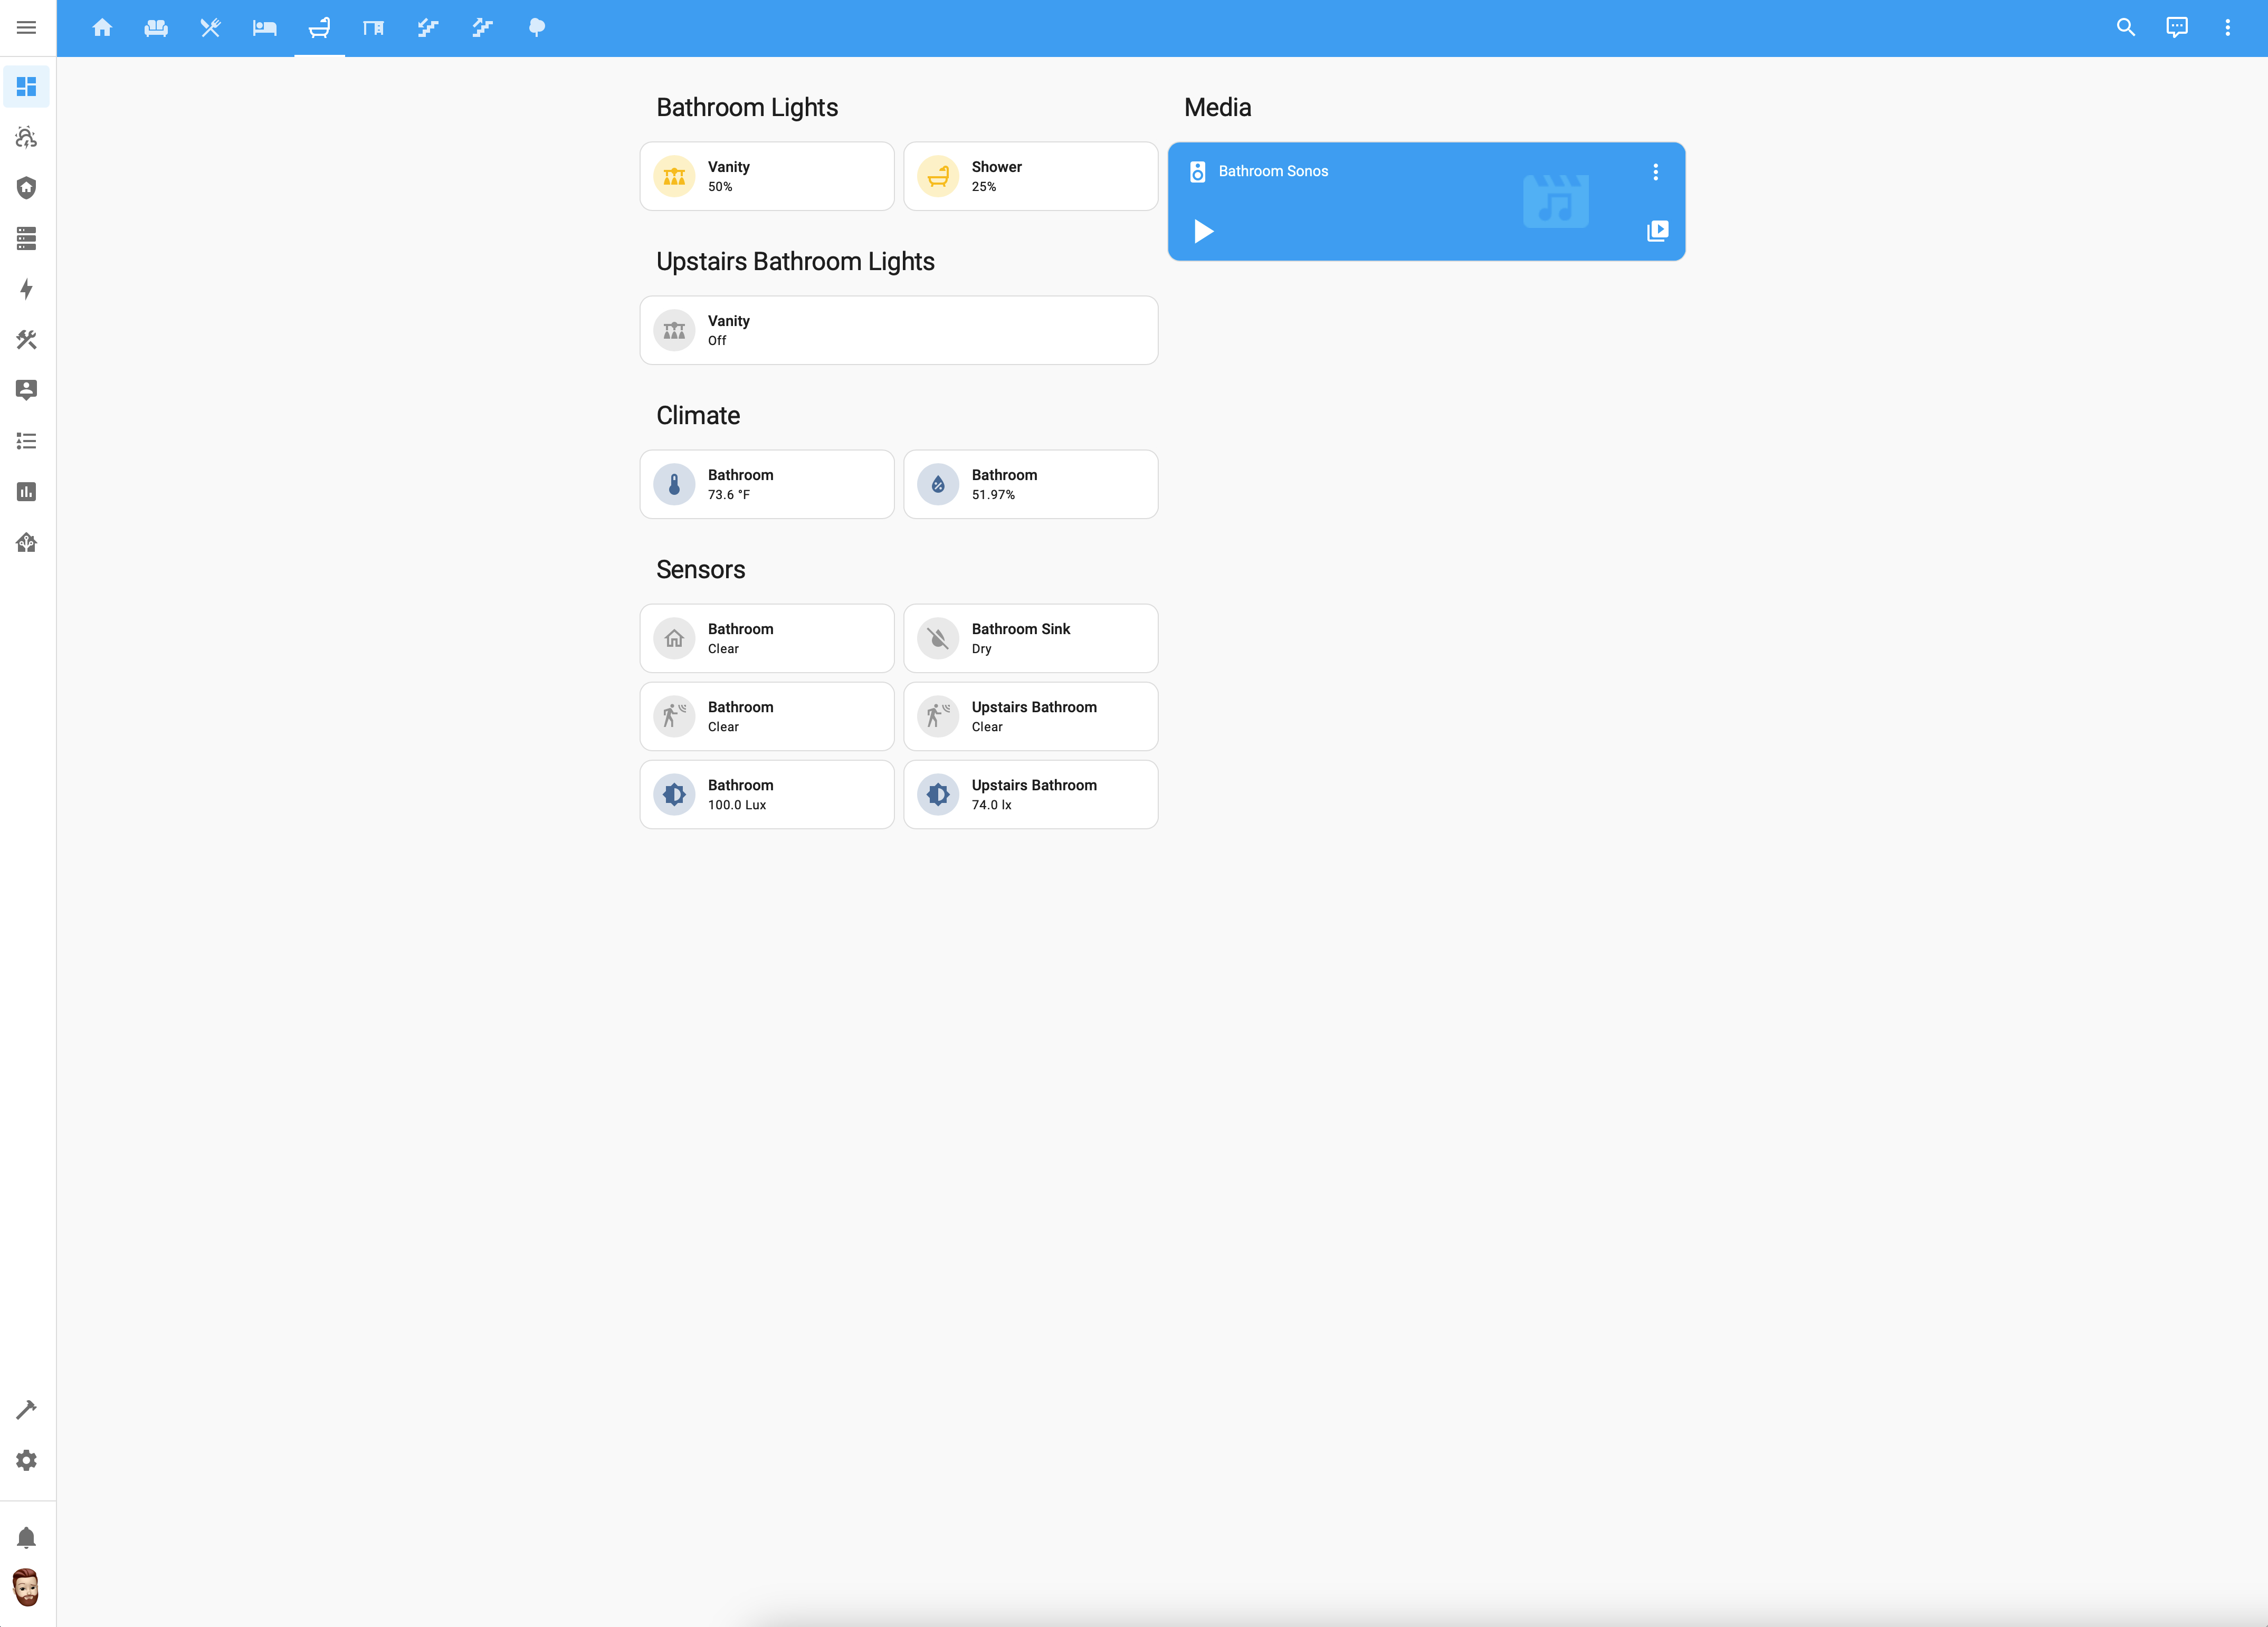 Bathroom Lights
Vanity
50%
Shower
25%
Upstairs Bathroom Lights
Vanity
Off
Climate
Bathroom
73.6 °F
Bathroom
51.97%
Sensors
Bathroom
Clear
Bathroom Sink
Dry
Bathroom
Clear
Upstairs Bathroom
Clear
Bathroom
100.0 Lux
Upstairs Bathroom
74.0 lx
Media
Bathroom Sonos